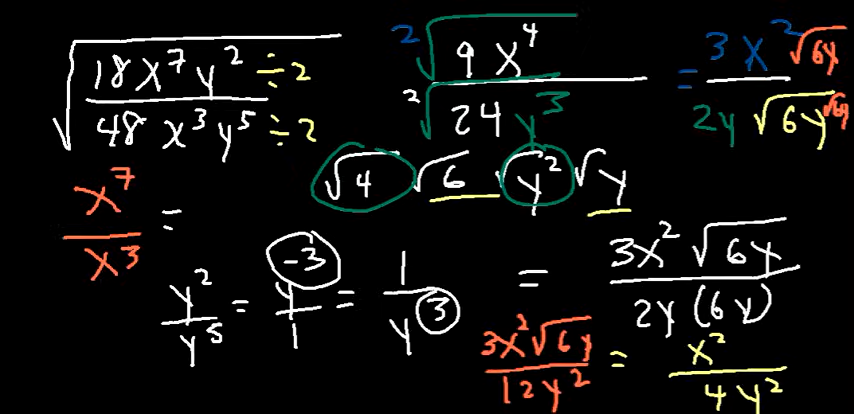 √(18x⁷y² ÷2 / 48x³y⁵ ÷2)
²√(9x⁴) / ²√(24y³) = 3x²√(6y) / 2y√(6y)√(6y)
√4 √6 √y² √y
x⁷/x³ =
y²/y⁵ = y⁻³/1 = 1/y³
= 3x²√(6y) / 2y(6y)
3x²√(6y) / 12y² = x² / 4y²